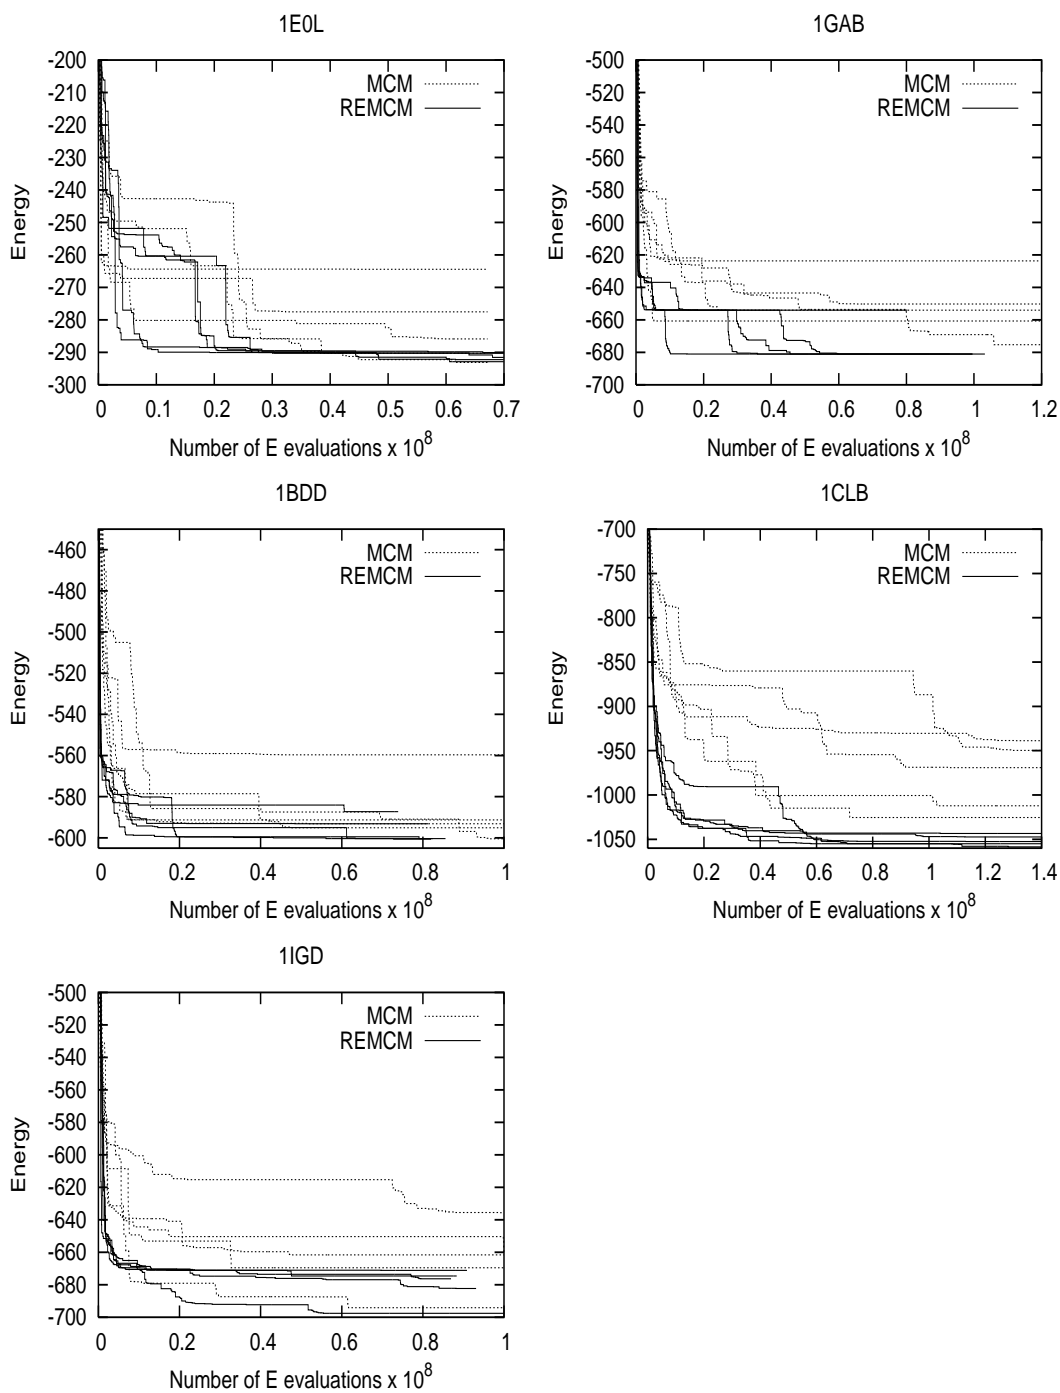 1E0L
-200
-210
-220
-230
-240
-250
-260
-270
-280
-290
-300
Energy
MCM
REMCM
0 0.1 0.2 0.3 0.4 0.5 0.6 0.7
Number of E evaluations x 10^8
1GAB
-500
-520
-540
-560
-580
-600
-620
-640
-660
-680
-700
Energy
MCM
REMCM
0 0.2 0.4 0.6 0.8 1 1.2
Number of E evaluations x 10^8
1BDD
-460
-480
-500
-520
-540
-560
-580
-600
Energy
MCM
REMCM
0 0.2 0.4 0.6 0.8 1
Number of E evaluations x 10^8
1CLB
-700
-750
-800
-850
-900
-950
-1000
-1050
Energy
MCM
REMCM
0 0.2 0.4 0.6 0.8 1 1.2 1.4
Number of E evaluations x 10^8
1IGD
-500
-520
-540
-560
-580
-600
-620
-640
-660
-680
-700
Energy
MCM
REMCM
0 0.2 0.4 0.6 0.8 1
Number of E evaluations x 10^8